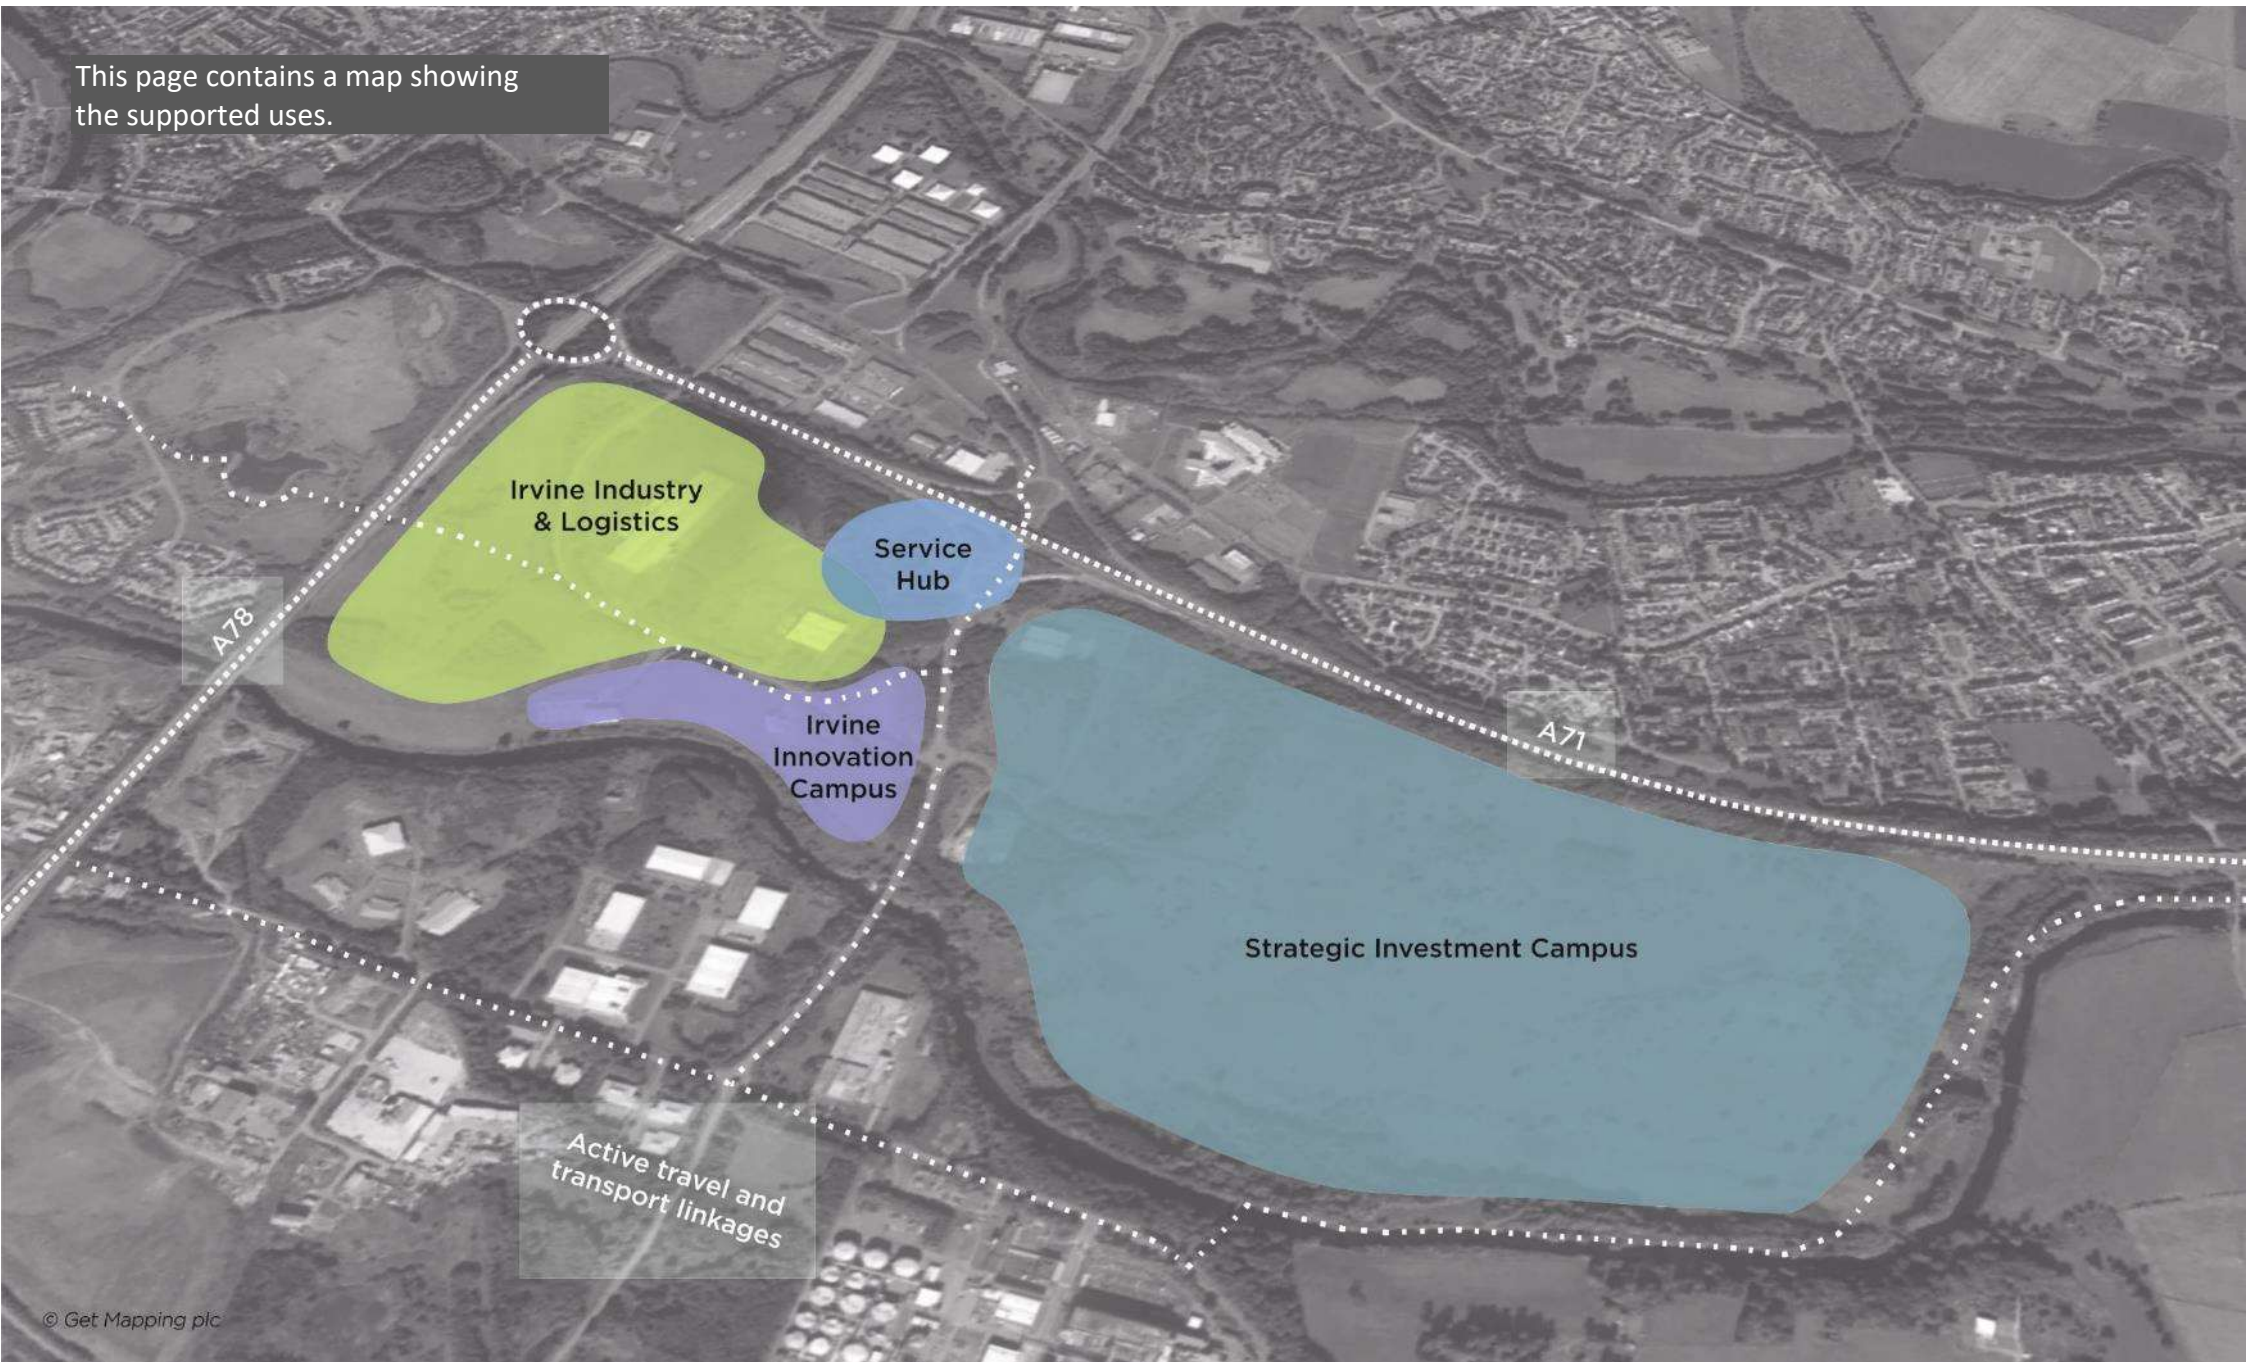 This page contains a map showing
the supported uses.
Irvine Industry
& Logistics
Service
Hub
A78
Irvine
Innovation
Campus
A71
Strategic Investment Campus
Active travel and
transport linkages
© Get Mapping plc